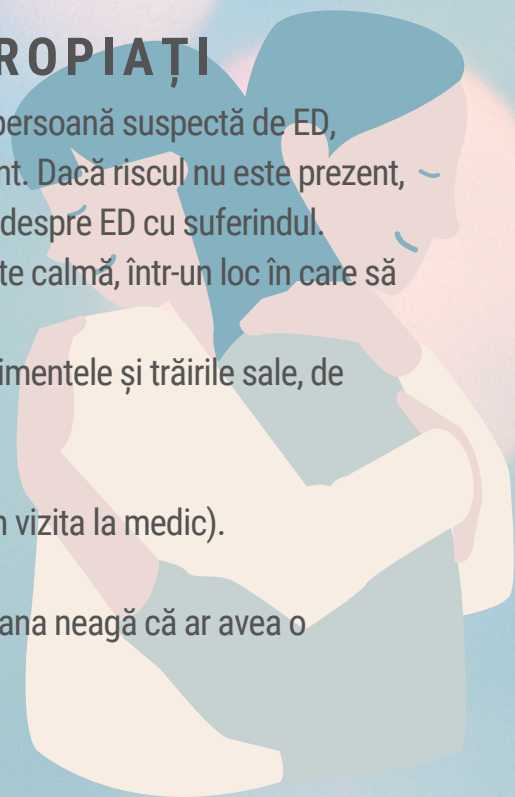 ROPIAȚI
persoană suspectă de ED,
nt. Dacă riscul nu este prezent,
despre ED cu suferindul.
te calmă, într-un loc în care să
imentele și trăirile sale, de
n vizita la medic).
ana neagă că ar avea o